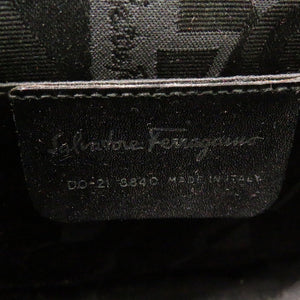 Salvatore Ferragamo
DO-21 8840 MADE IN ITALY